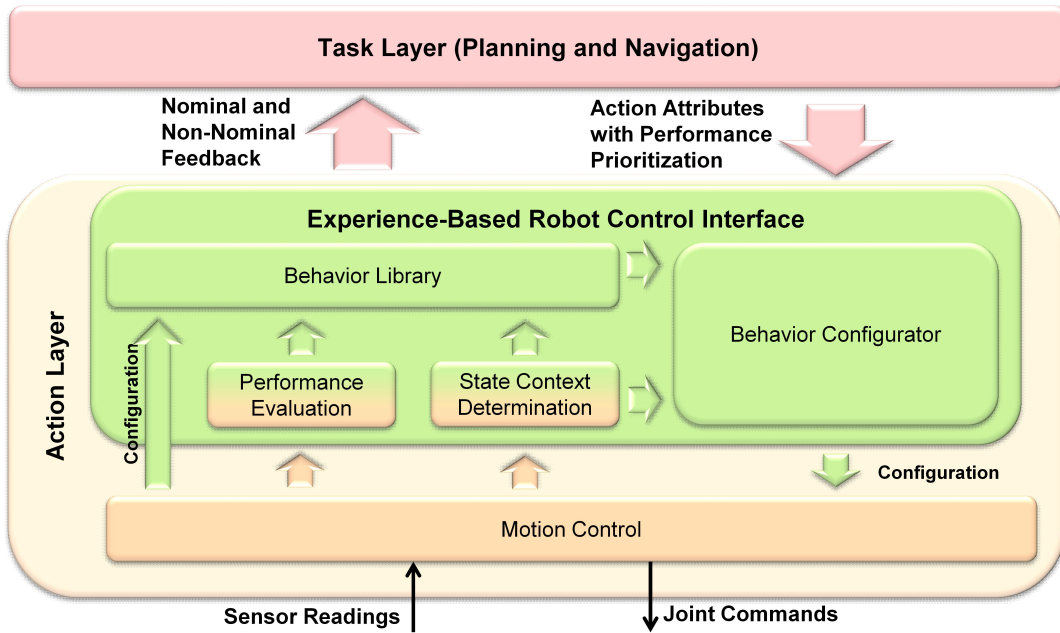 Task Layer (Planning and Navigation)
Nominal and
Non-Nominal
Feedback
Action Attributes
with Performance
Prioritization
Action Layer
Experience-Based Robot Control Interface
Behavior Library
Behavior Configurator
Configuration
Performance
Evaluation
State Context
Determination
Configuration
Motion Control
Sensor Readings
Joint Commands